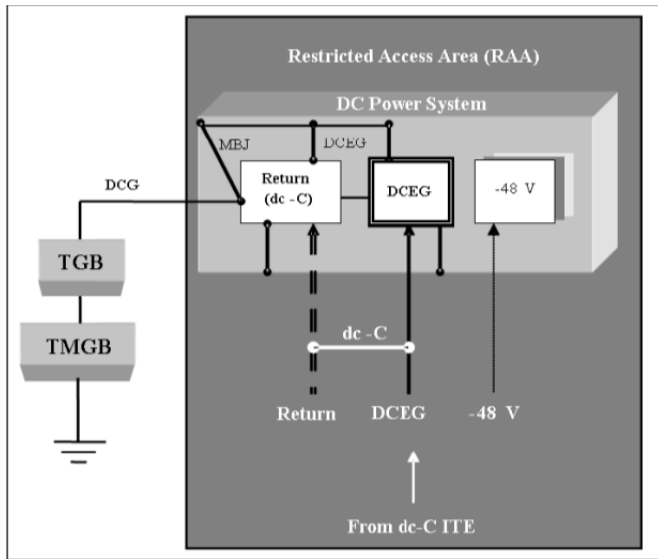 Restricted Access Area (RAA)
DC Power System
MBJ
DCEG
DCG
Return
(dc -C)
DCEG
-48 V
TGB
TMGB
dc -C
Return
DCEG
-48 V
From dc-C ITE